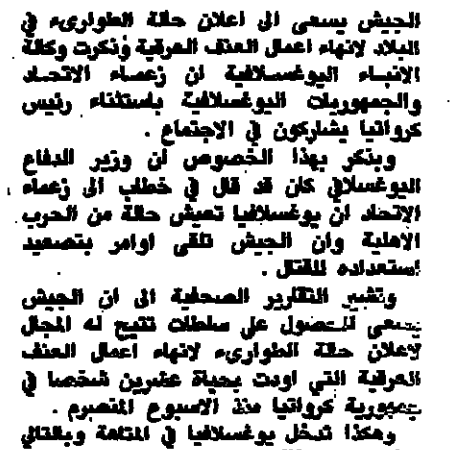 الجيش يسعى الى اعلان حالة الطوارىء في
البلاد لانهاء اعمال العنف العرقية وذكرت وكالة
الانباء اليوغسلافية ان زعماء الاتحاد
والجمهوريات اليوغسلافية باستثناء رئيس
كرواتيا يشاركون في الاجتماع .
ويذكر بهذا الخصوص ان وزير الدفاع
اليوغسلافي كان قد قال في خطاب الى زعماء
الاتحاد ان يوغسلافيا تعيش حالة من الحرب
الاهلية وان الجيش تلقى اوامر بتصعيد
استعداده للقتال .
وتشير التقارير الصحفية الى ان الجيش
يسعى للحصول على سلطات تتيح له المجال
لاعلان حالة الطوارىء لانهاء اعمال العنف
العرقية التي اودت بحياة عشرين شخصا في
جمهورية كرواتيا منذ الاسبوع المنصرم .
وهكذا تدخل يوغسلافيا في المتاهة وبالتالي